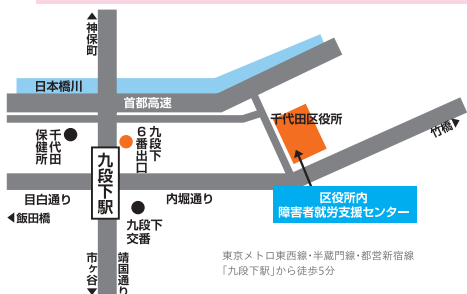 ▲神保町
日本橋川
首都高速
千代田区役所
竹橋▶
千代田
保健所
九段下
6番出口
九段下駅
目白通り
内堀通り
◀飯田橋
九段下
交番
区役所内
障害者就労支援センター
市ヶ谷▼
靖国通り
東京メトロ東西線・半蔵門線・都営新宿線
「九段下駅」から徒歩5分